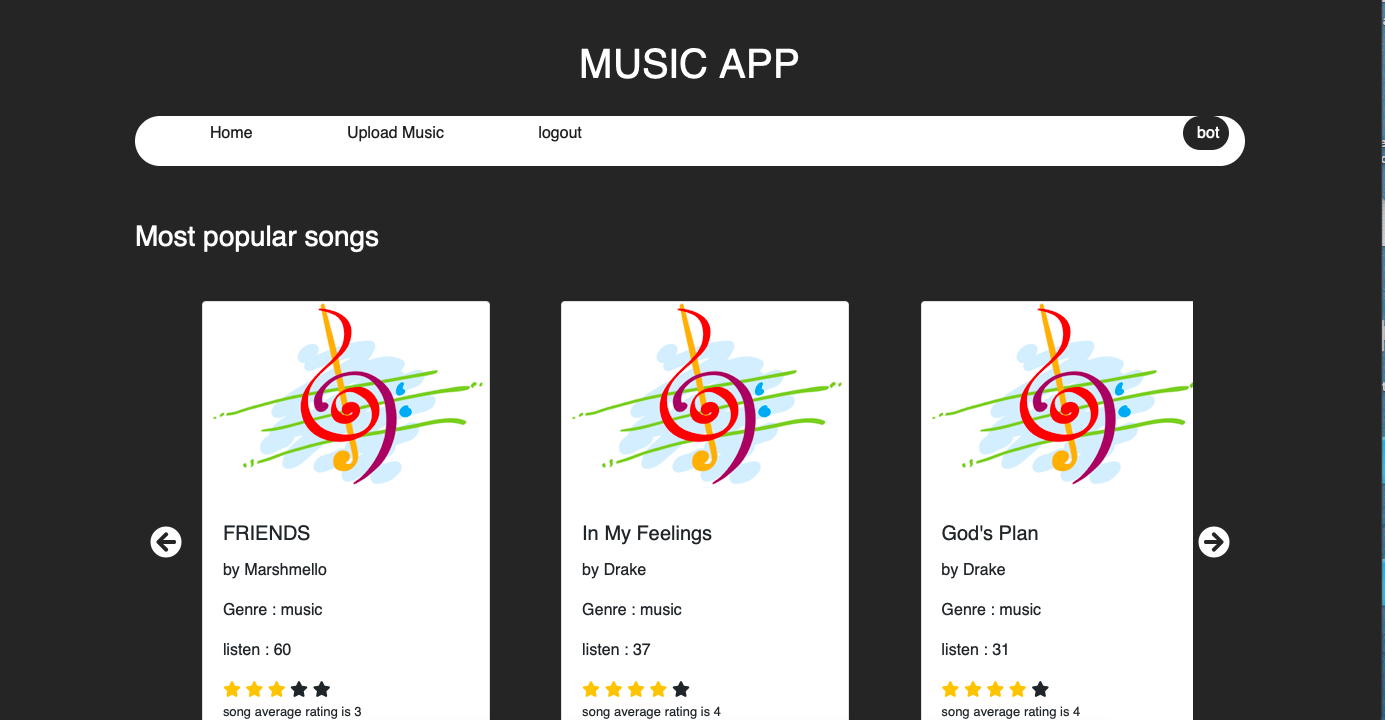 MUSIC APP
Home Upload Music logout bot
Most popular songs
FRIENDS
by Marshmello
Genre : music
listen : 60
song average rating is 3
In My Feelings
by Drake
Genre : music
listen : 37
song average rating is 4
God's Plan
by Drake
Genre : music
listen : 31
song average rating is 4